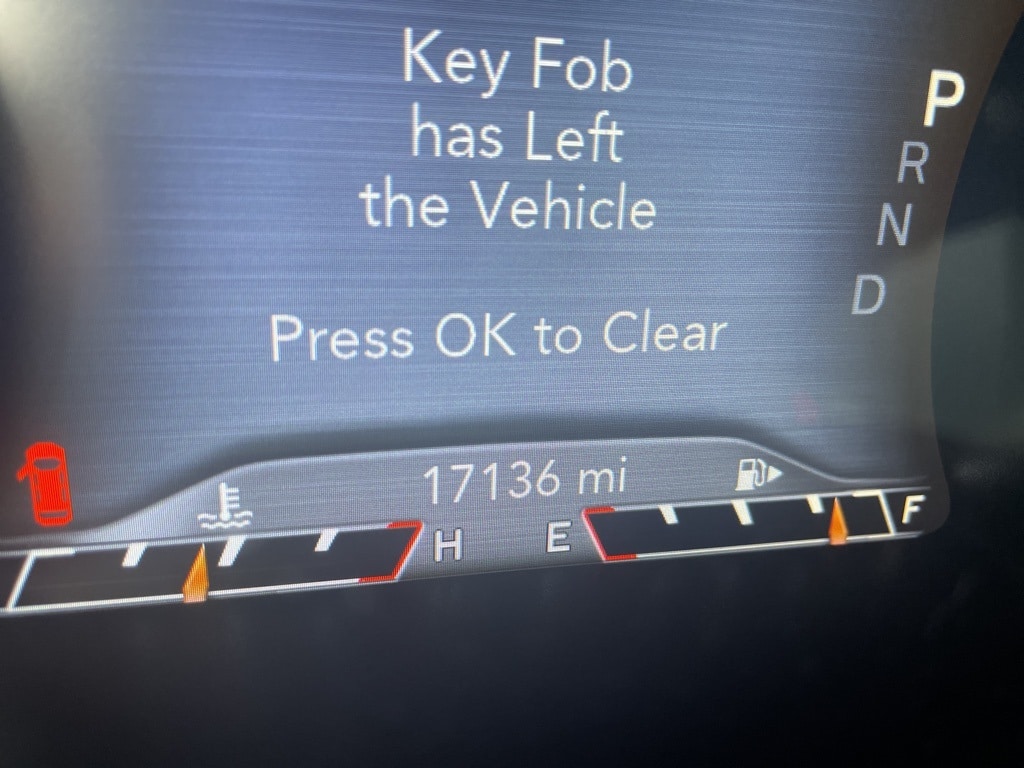 Key Fob
has Left
the Vehicle
Press OK to Clear
P
R
N
D
17136 mi
H
E
F